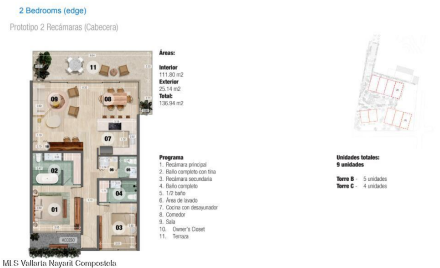 2 Bedrooms (edge)
Prototipo 2 Recámaras (Cabecera)
Áreas:
Interior
111.80 m2
Exterior
25.14 m2
Total:
136.94 m2
11
09
08
07
02
04
01
03
ACCESO
Programa
1. Recámara principal
2. Baño completo con tina
3. Recámara secundaria
4. Baño completo
5. 1/2 baño
6. Área de lavado
7. Cocina con desayunador
8. Comedor
9. Sala
10. Owner's Closet
11. Terraza
Unidades totales:
9 unidades
Torre B - 5 unidades
Torre C - 4 unidades
MLS Vallarta Nayarit Compostela